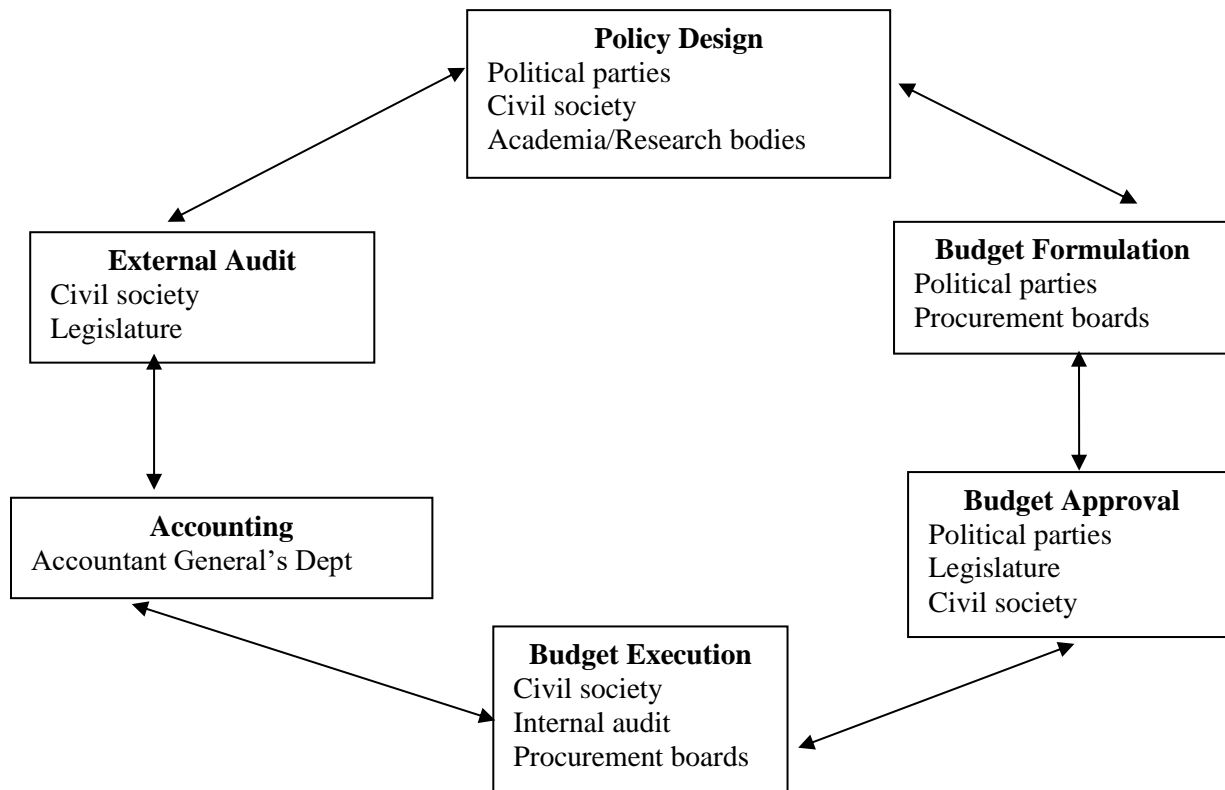 Policy Design
Political parties
Civil society
Academia/Research bodies
External Audit
Civil society
Legislature
Budget Formulation
Political parties
Procurement boards
Accounting
Accountant General’s Dept
Budget Approval
Political parties
Legislature
Civil society
Budget Execution
Civil society
Internal audit
Procurement boards